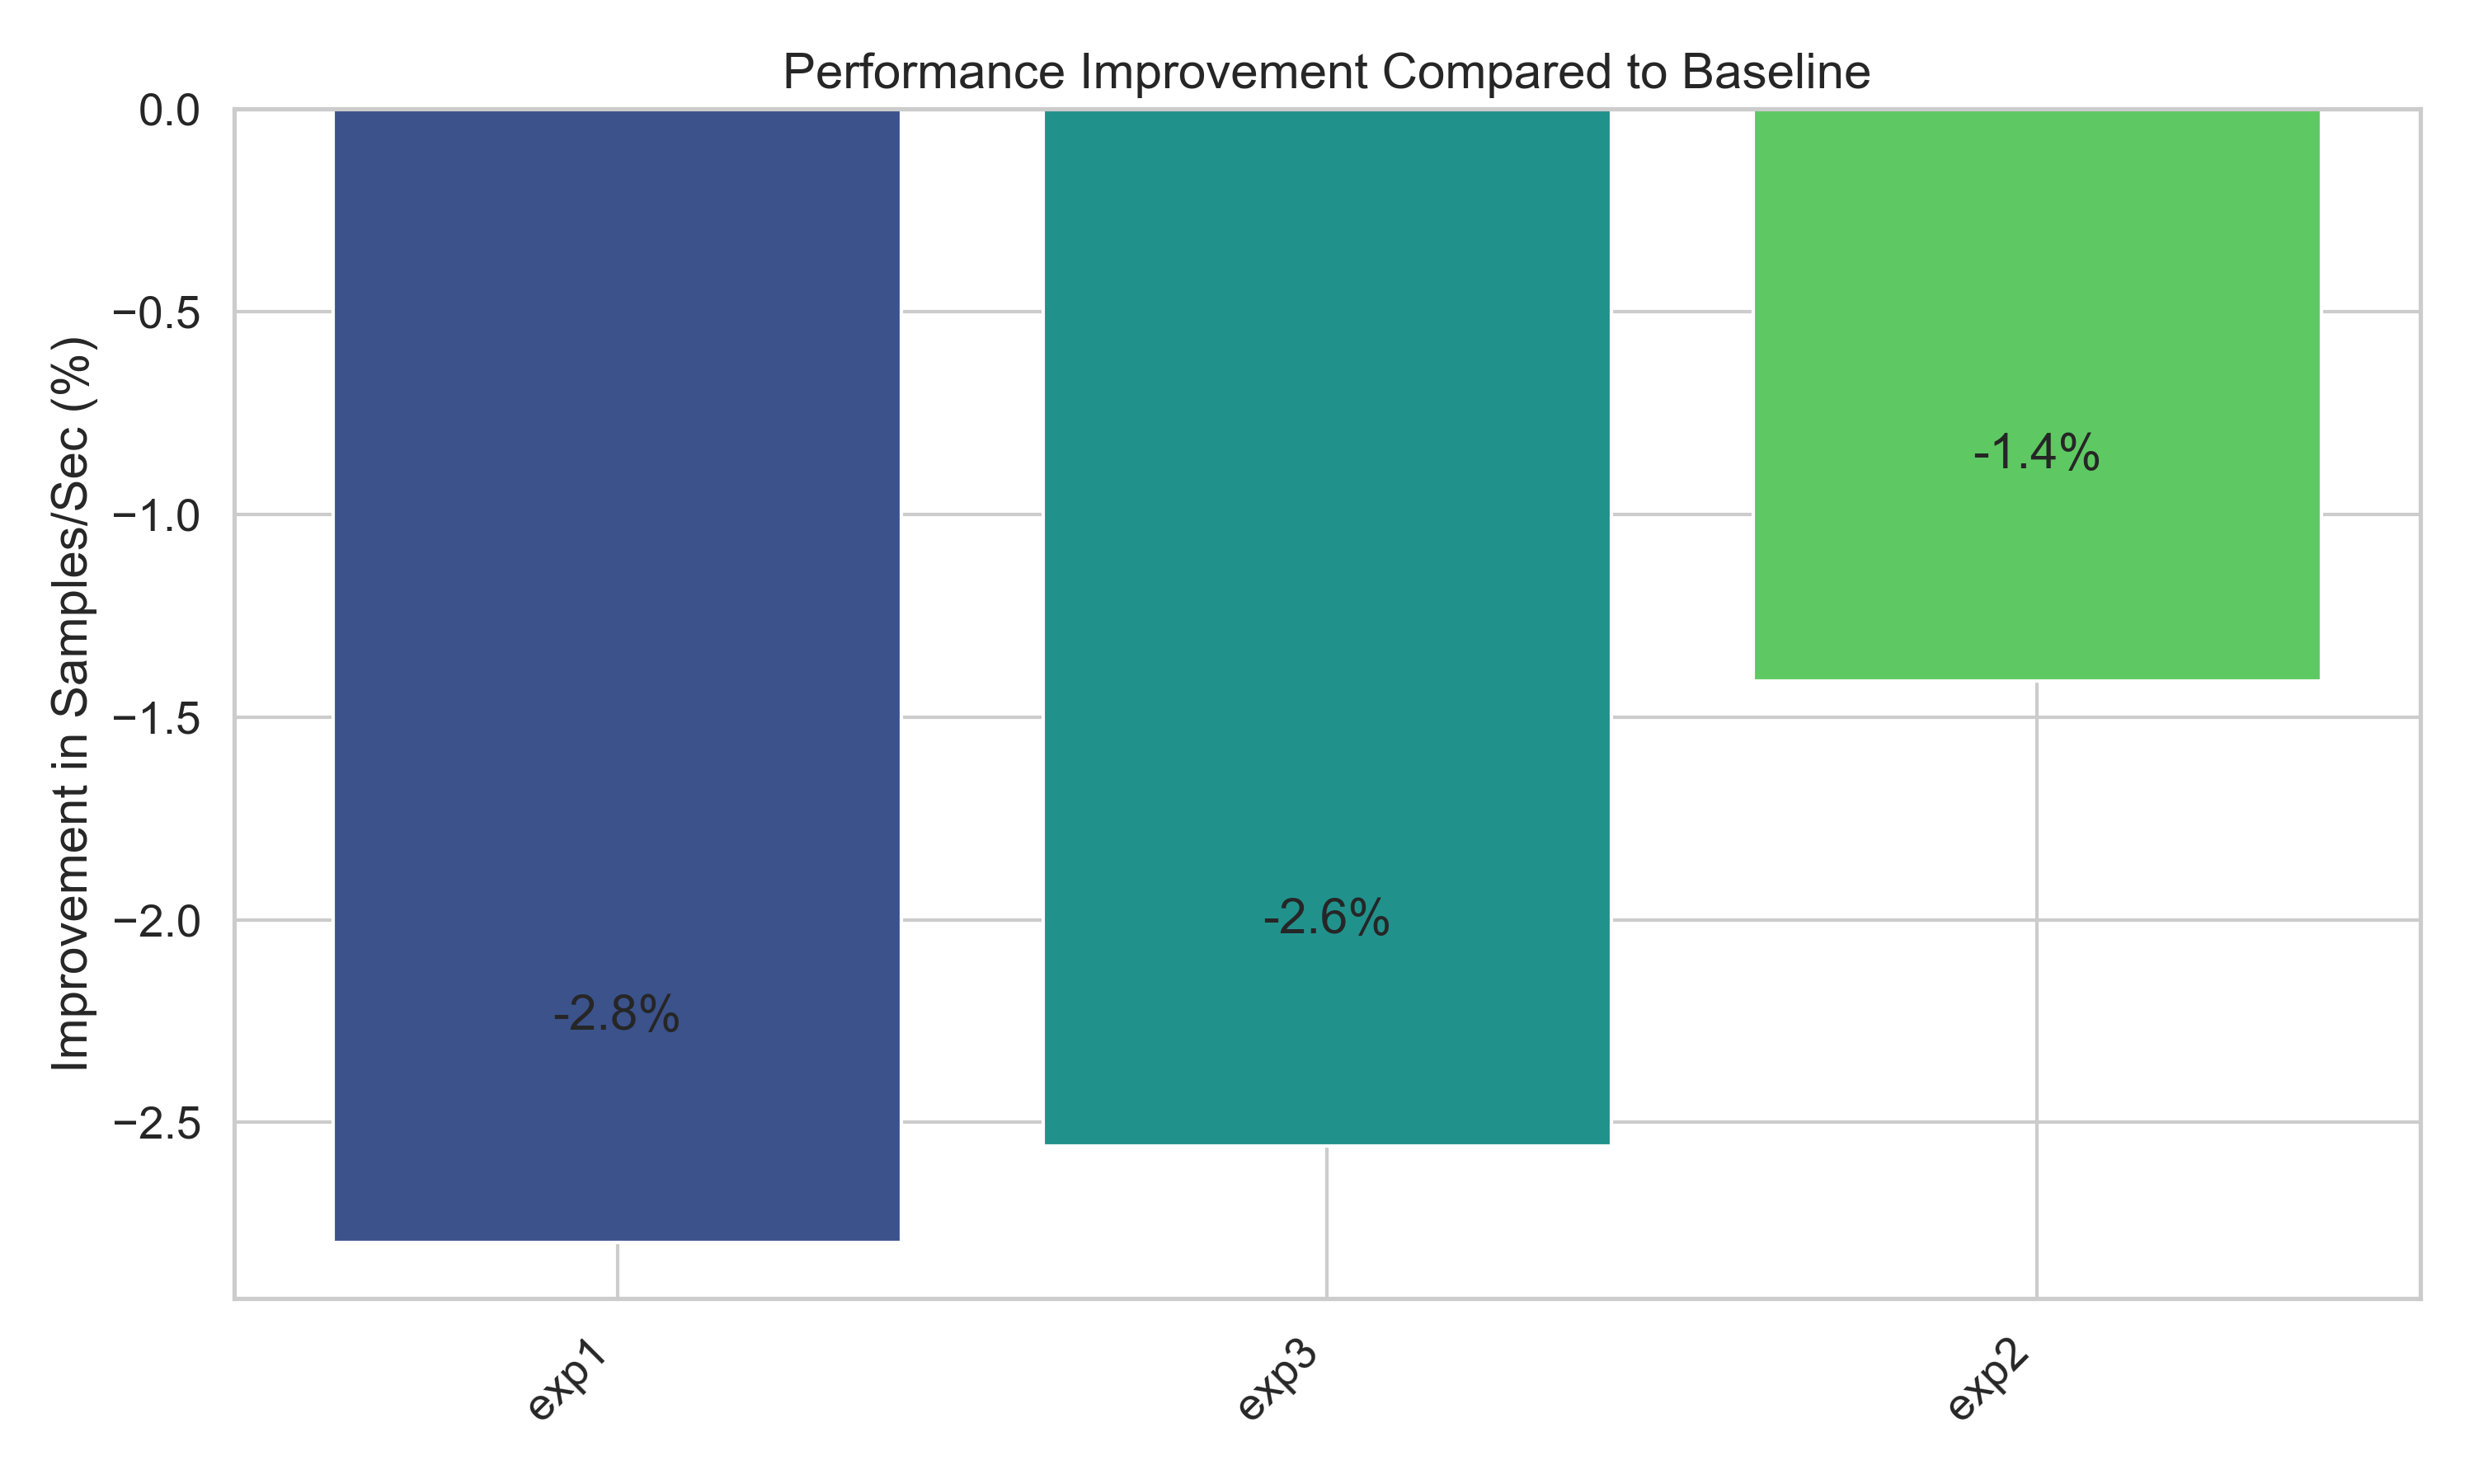 Performance Improvement Compared to Baseline
Improvement in Samples/Sec (%)
0.0
−0.5
−1.0
−1.5
−2.0
−2.5
-2.8%
-2.6%
-1.4%
exp1
exp3
exp2